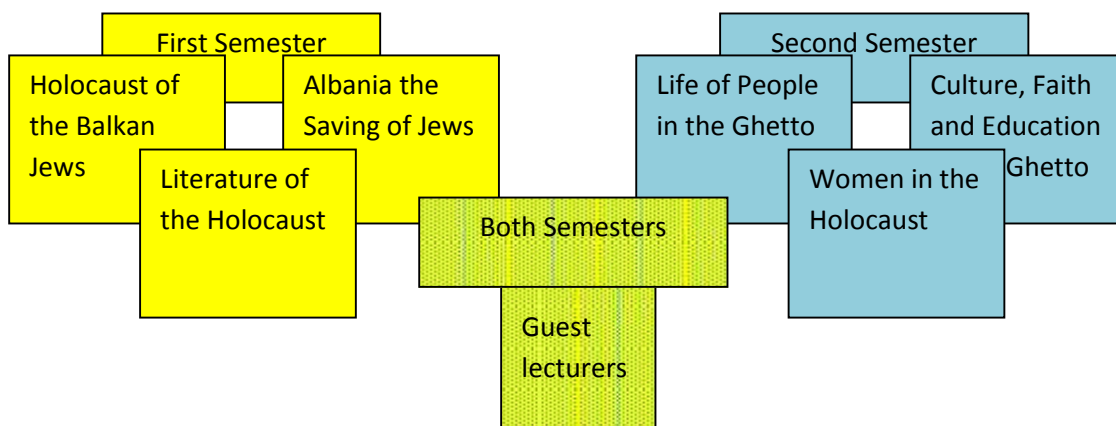 First Semester
Holocaust of
the Balkan
Jews
Albania the
Saving of Jews
Literature of
the Holocaust
Second Semester
Life of People
in the Ghetto
Culture, Faith
and Education
Ghetto
Women in the
Holocaust
Both Semesters
Guest
lecturers